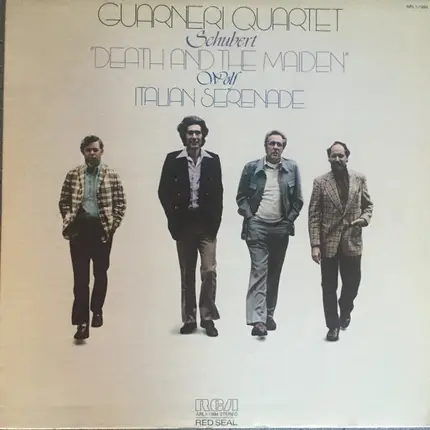 GUARNERI QUARTET
Schubert
"DEATH AND THE MAIDEN"
Wolf
ITALIAN SERENADE
RCA
RED SEAL